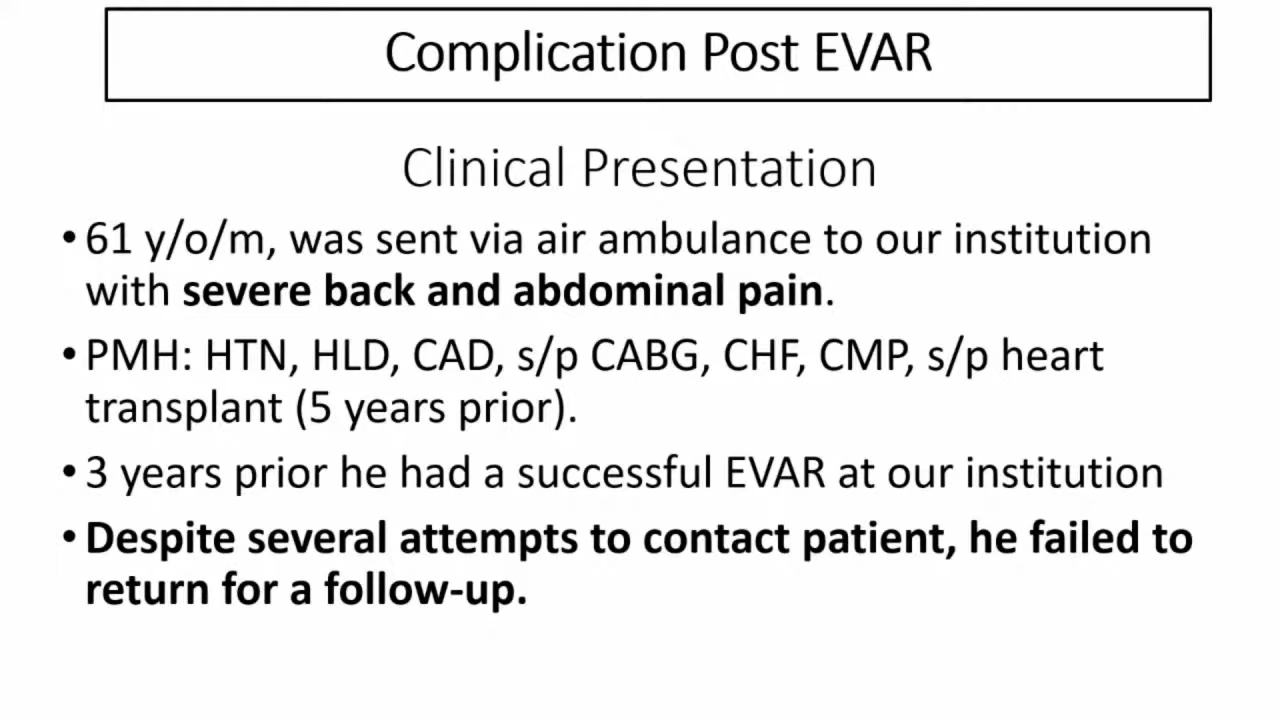 Complication Post EVAR
Clinical Presentation
• 61 y/o/m, was sent via air ambulance to our institution
with severe back and abdominal pain.
• PMH: HTN, HLD, CAD, s/p CABG, CHF, CMP, s/p heart
transplant (5 years prior).
• 3 years prior he had a successful EVAR at our institution
• Despite several attempts to contact patient, he failed to
return for a follow-up.